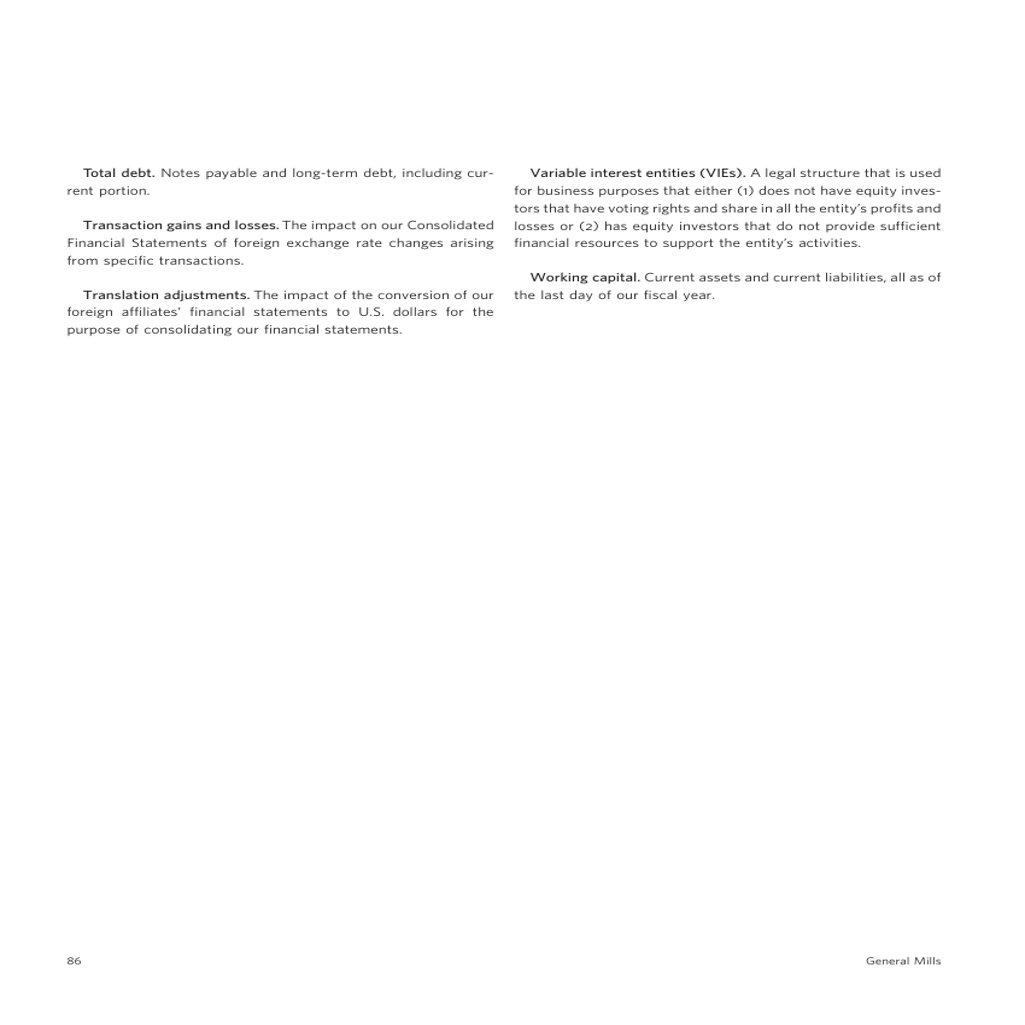 Total debt. Notes payable and long-term debt, including cur-
rent portion.
Transaction gains and losses. The impact on our Consolidated
Financial Statements of foreign exchange rate changes arising
from specific transactions.
Translation adjustments. The impact of the conversion of our
foreign affiliates’ financial statements to U.S. dollars for the
purpose of consolidating our financial statements.
Variable interest entities (VIEs). A legal structure that is used
for business purposes that either (1) does not have equity inves-
tors that have voting rights and share in all the entity’s profits and
losses or (2) has equity investors that do not provide sufficient
financial resources to support the entity’s activities.
Working capital. Current assets and current liabilities, all as of
the last day of our fiscal year.
86
General Mills